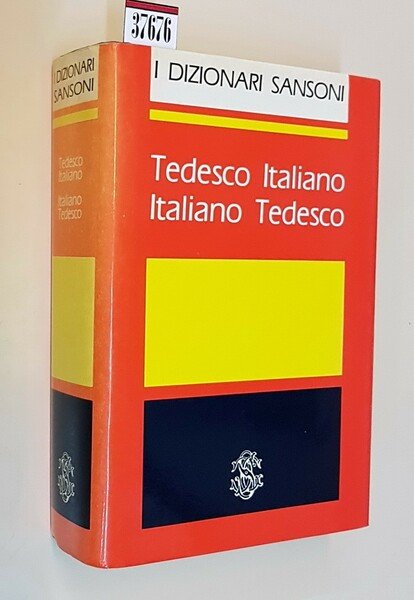 37676
I DIZIONARI
SANSONI
Tedesco
Italiano
Italiano
Tedesco
I DIZIONARI SANSONI
Tedesco Italiano
Italiano Tedesco